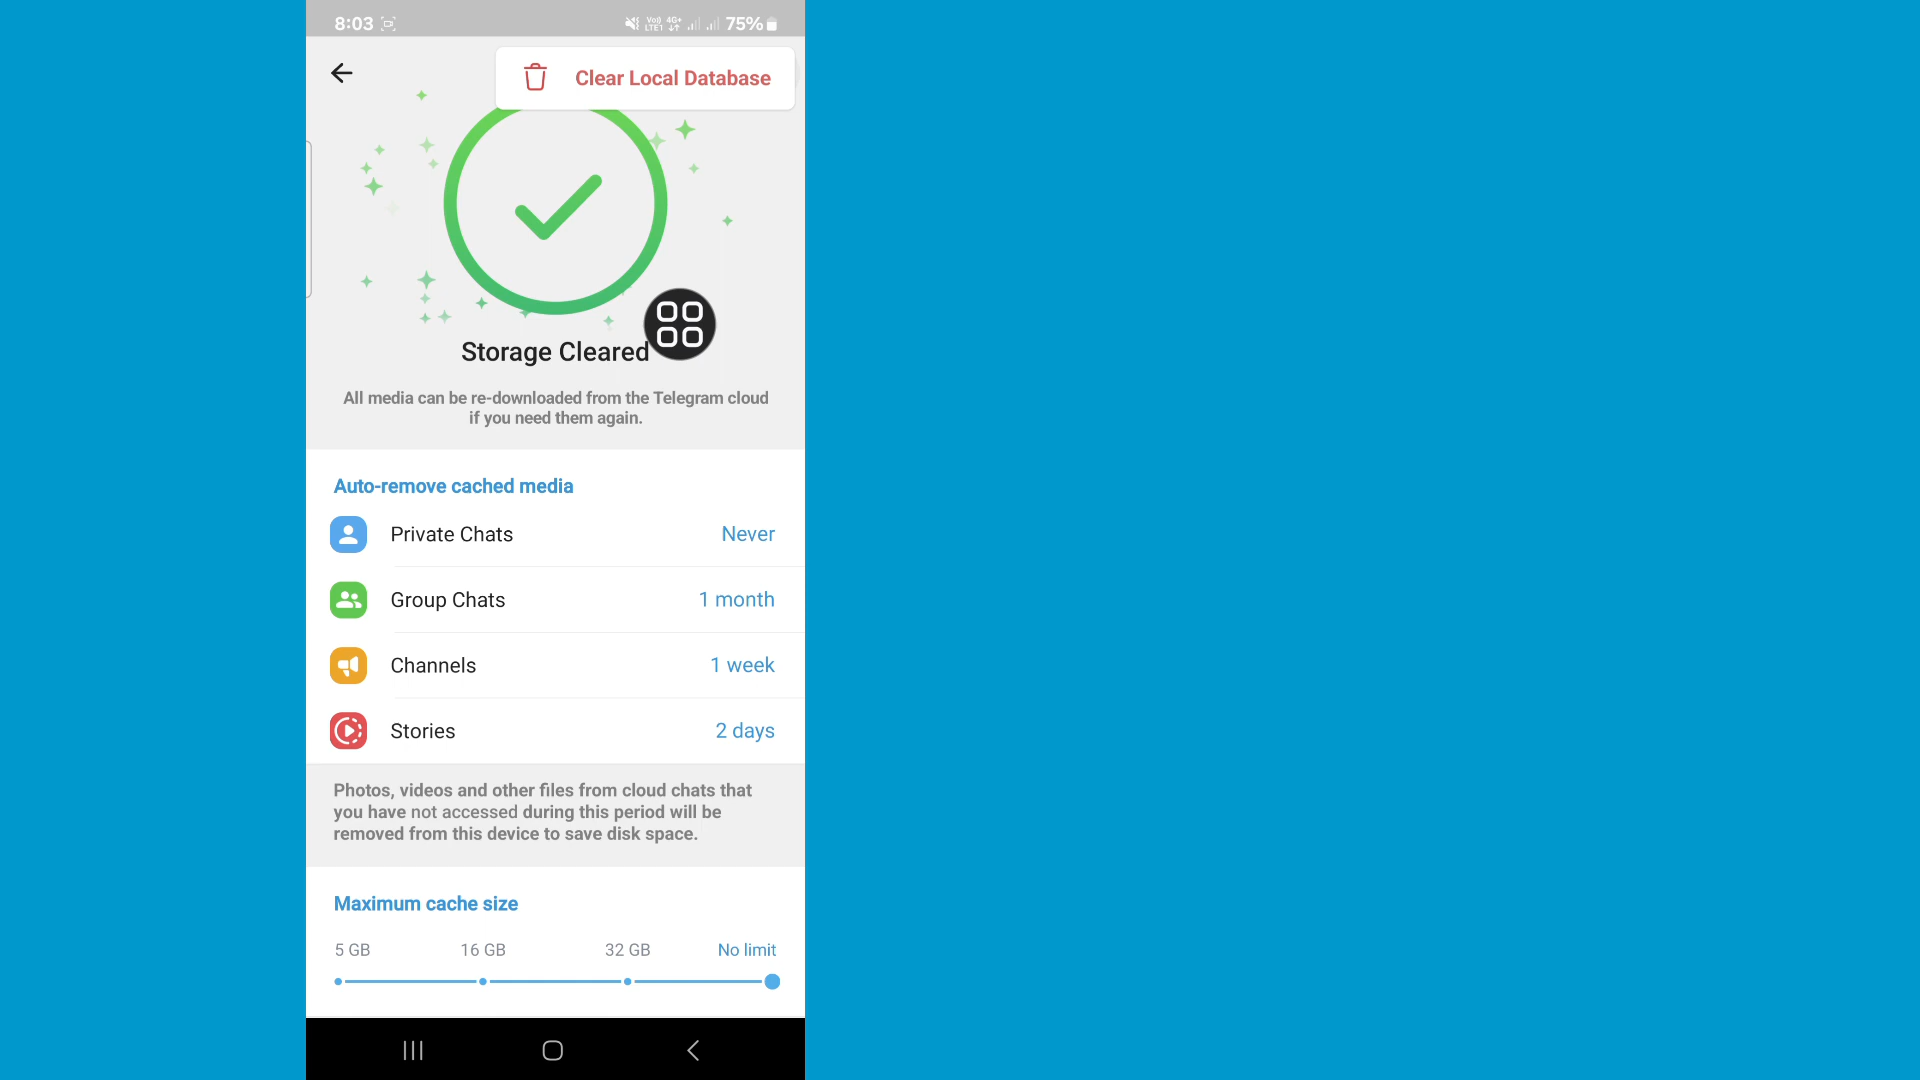 8:03
Vo)) 4G+ 75%
LTE1
Clear Local Database
Storage Cleared
All media can be re-downloaded from the Telegram cloud
if you need them again.
Auto-remove cached media
Private Chats Never
Group Chats 1 month
Channels 1 week
Stories 2 days
Photos, videos and other files from cloud chats that
you have not accessed during this period will be
removed from this device to save disk space.
Maximum cache size
5 GB 16 GB 32 GB No limit